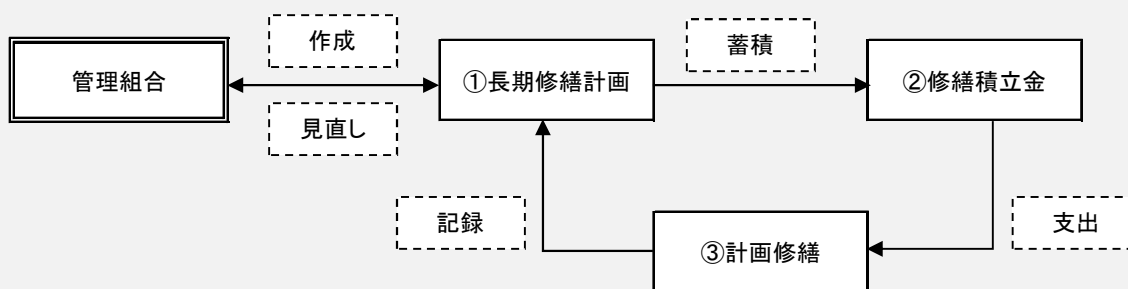 作成
蓄積
管理組合
①長期修繕計画
②修繕積立金
見直し
記録
支出
③計画修繕